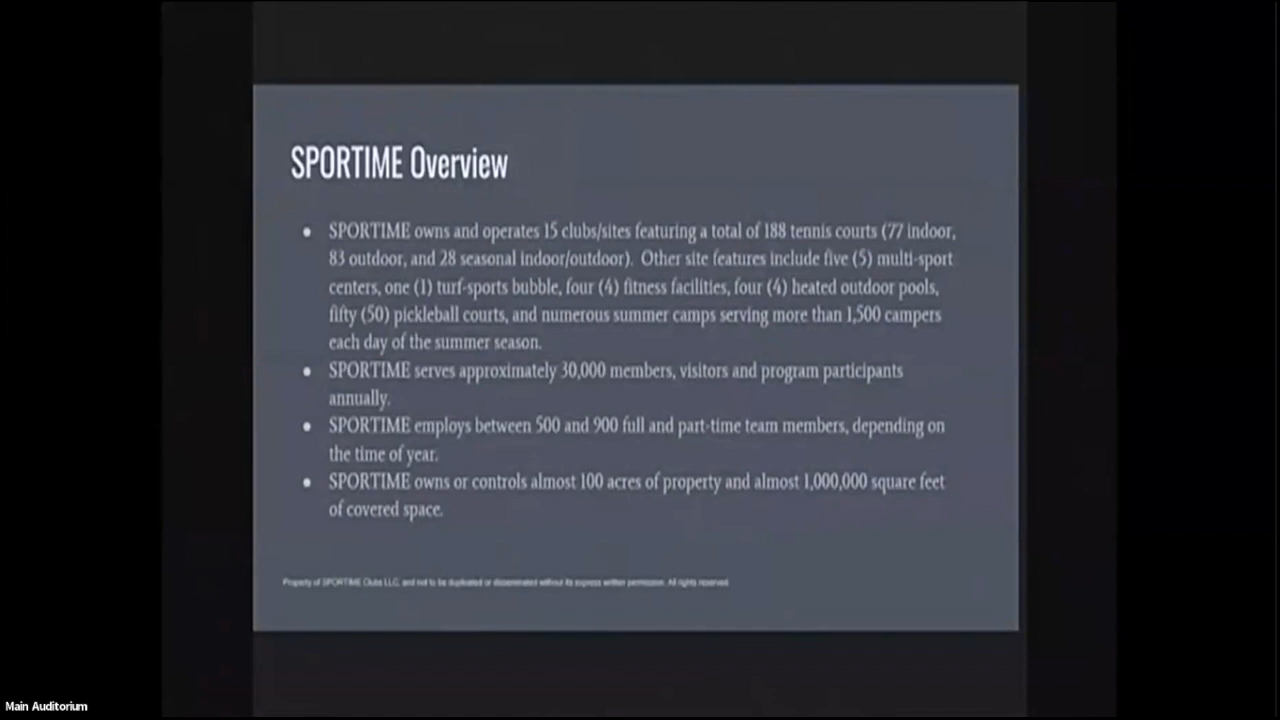 SPORTIME Overview
● SPORTIME owns and operates 15 clubs/sites featuring a total of 188 tennis courts (77 indoor,
83 outdoor, and 28 seasonal indoor/outdoor). Other site features include five (5) multi-sport
centers, one (1) turf-sports bubble, four (4) fitness facilities, four (4) heated outdoor pools,
fifty (50) pickleball courts, and numerous summer camps serving more than 1,500 campers
each day of the summer season.
● SPORTIME serves approximately 30,000 members, visitors and program participants
annually.
● SPORTIME employs between 500 and 900 full and part-time team members, depending on
the time of year.
● SPORTIME owns or controls almost 100 acres of property and almost 1,000,000 square feet
of covered space.
Property of SPORTIME Clubs LLC, and not to be duplicated or disseminated without its express written permission. All rights reserved.
Main Auditorium